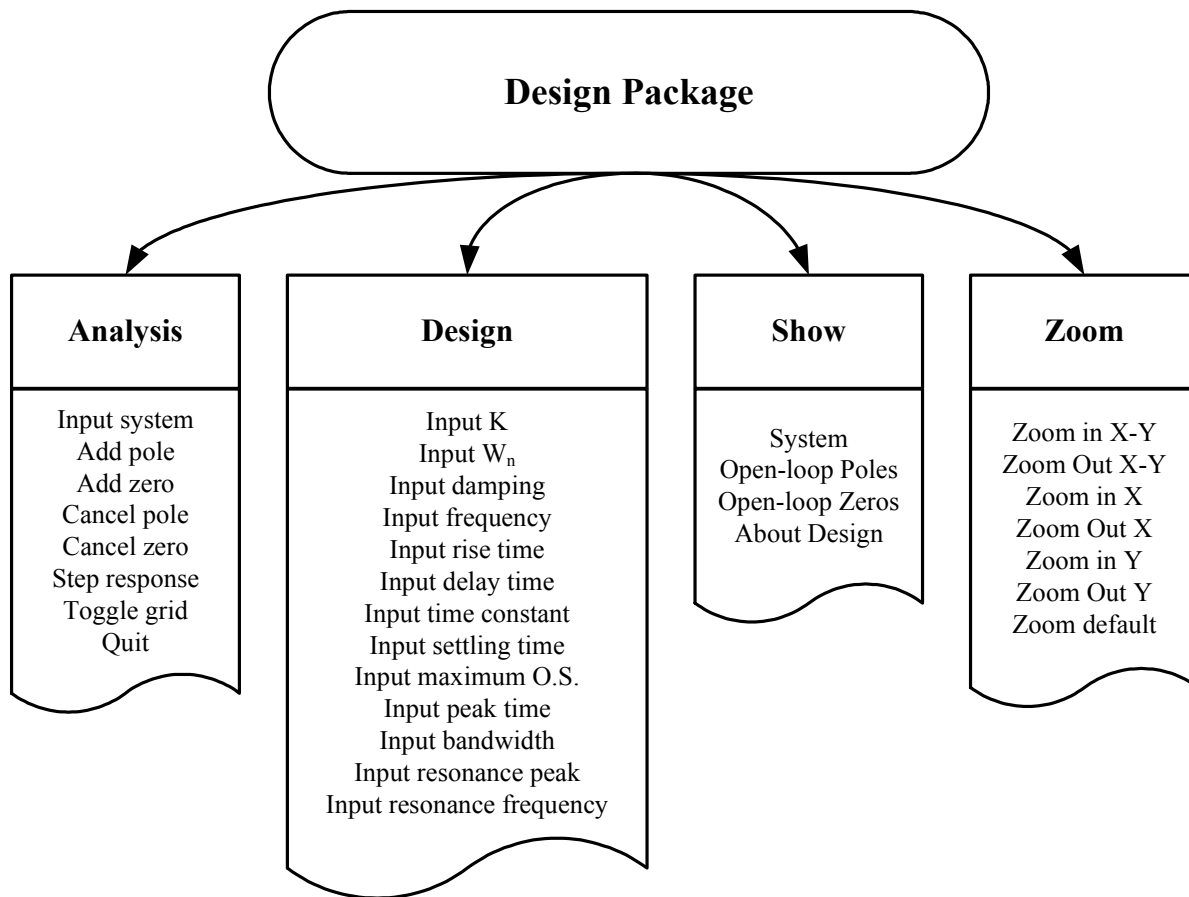 Design Package
Analysis
Input system
Add pole
Add zero
Cancel pole
Cancel zero
Step response
Toggle grid
Quit
Design
Input K
Input Wₙ
Input damping
Input frequency
Input rise time
Input delay time
Input time constant
Input settling time
Input maximum O.S.
Input peak time
Input bandwidth
Input resonance peak
Input resonance frequency
Show
System
Open-loop Poles
Open-loop Zeros
About Design
Zoom
Zoom in X-Y
Zoom Out X-Y
Zoom in X
Zoom Out X
Zoom in Y
Zoom Out Y
Zoom default